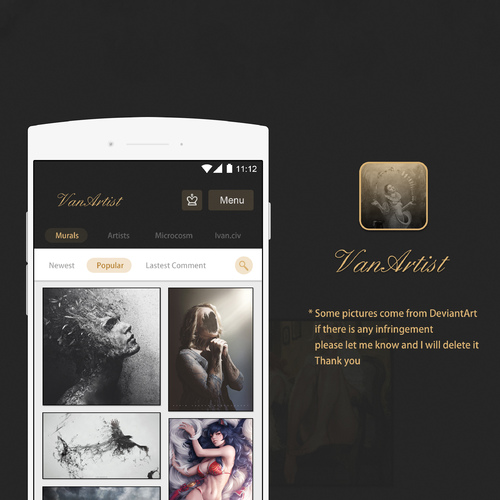 11:12
VanArtist
Menu
Murals Artists Microcosm Ivan.civ
Newest Popular Lastest Comment
VanArtist
* Some pictures come from DeviantArt
if there is any infringement
please let me know and I will delete it
Thank you